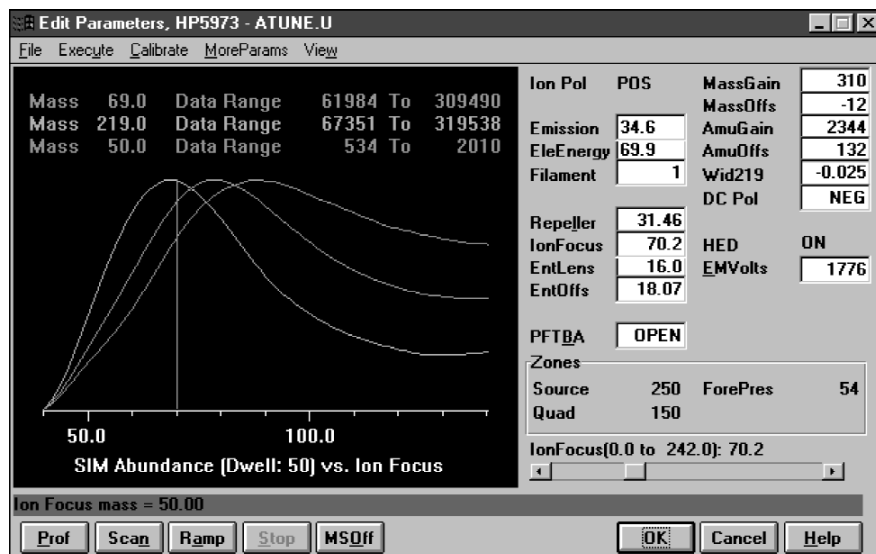 Edit Parameters, HP5973 - ATUNE.U
File Execute Calibrate MoreParams View
Mass 69.0 Data Range 61984 To 309490
Mass 219.0 Data Range 67351 To 319538
Mass 50.0 Data Range 534 To 2010
50.0 100.0
SIM Abundance (Dwell: 50) vs. Ion Focus
Ion Pol POS
Emission 34.6
EleEnergy 69.9
Filament 1
Repeller 31.46
IonFocus 70.2
EntLens 16.0
EntOffs 18.07
PFTBA OPEN
MassGain 310
MassOffs -12
AmuGain 2344
AmuOffs 132
Wid219 -0.025
DC Pol NEG
HED ON
EMVolts 1776
Zones
Source 250 ForePres 54
Quad 150
IonFocus(0.0 to 242.0): 70.2
Ion Focus mass = 50.00
Prof Scan Ramp Stop MSOff OK Cancel Help